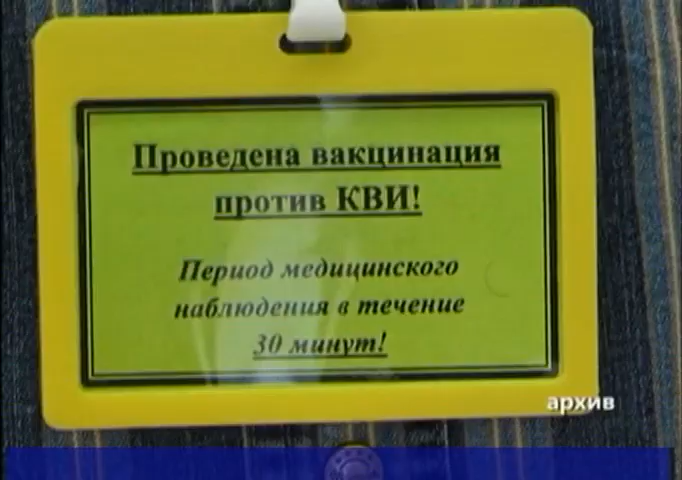 Проведена вакцинация
против КВИ!
Период медицинского
наблюдения в течение
30 минут!
архив